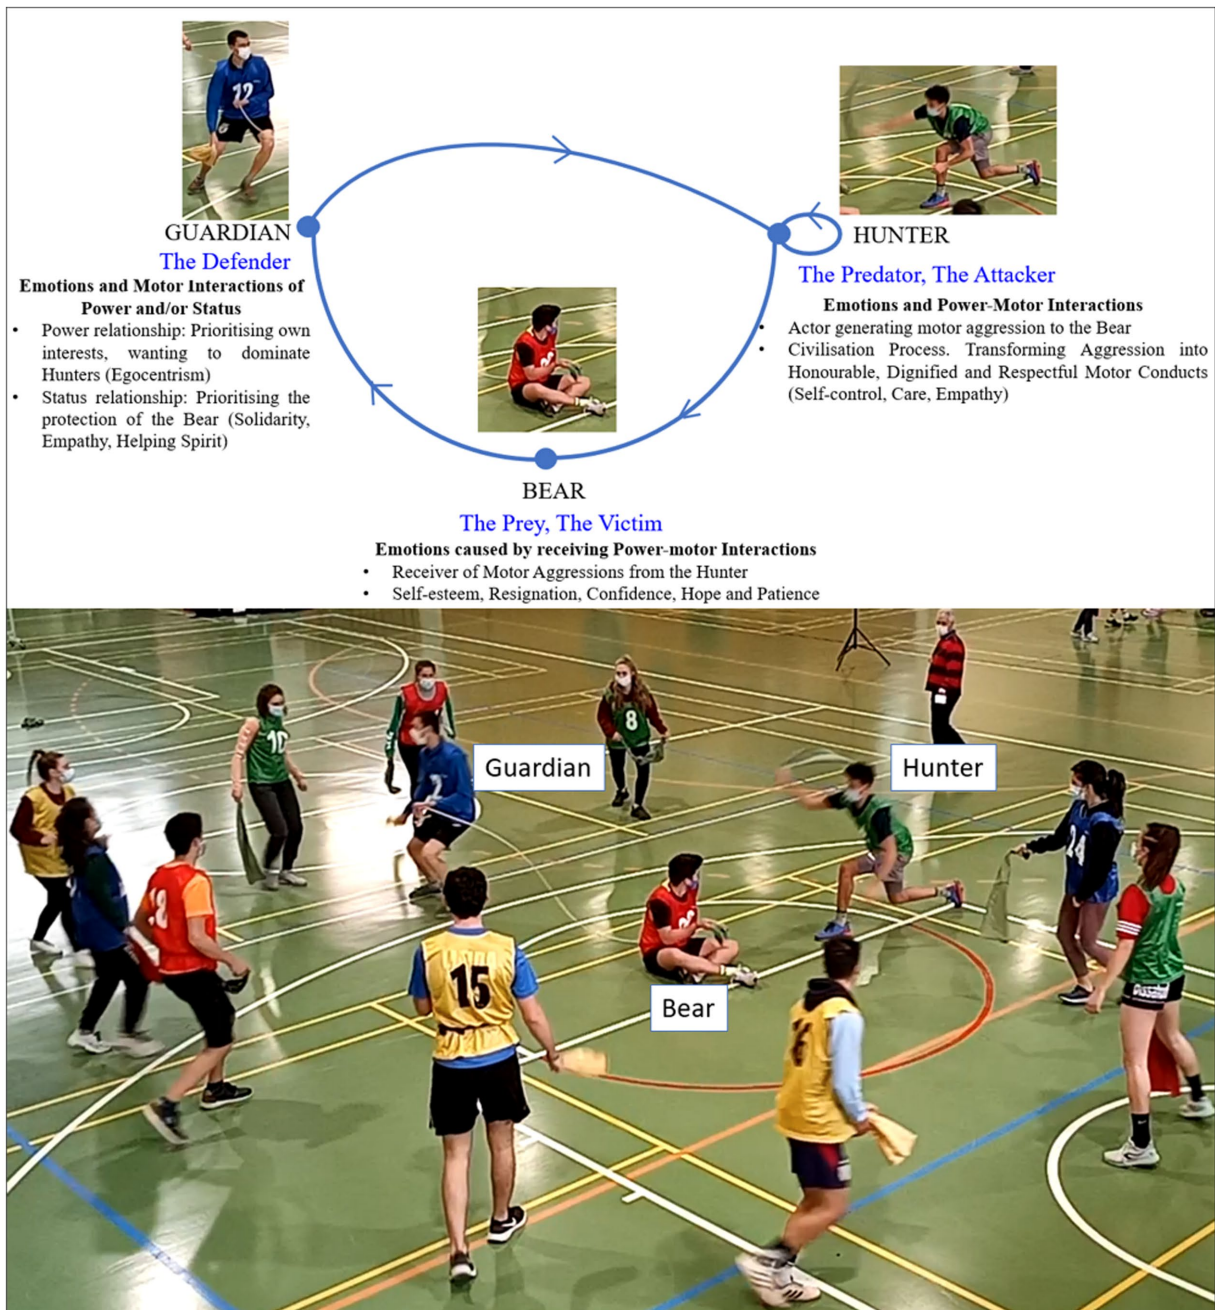 GUARDIAN
The Defender
Emotions and Motor Interactions of
Power and/or Status
• Power relationship: Prioritising own
interests, wanting to dominate
Hunters (Egocentrism)
• Status relationship: Prioritising the
protection of the Bear (Solidarity,
Empathy, Helping Spirit)
HUNTER
The Predator, The Attacker
Emotions and Power-Motor Interactions
• Actor generating motor aggression to the Bear
• Civilisation Process. Transforming Aggression into
Honourable, Dignified and Respectful Motor Conducts
(Self-control, Care, Empathy)
BEAR
The Prey, The Victim
Emotions caused by receiving Power-motor Interactions
• Receiver of Motor Aggressions from the Hunter
• Self-esteem, Resignation, Confidence, Hope and Patience
10
8
Guardian
Hunter
24
15
Bear